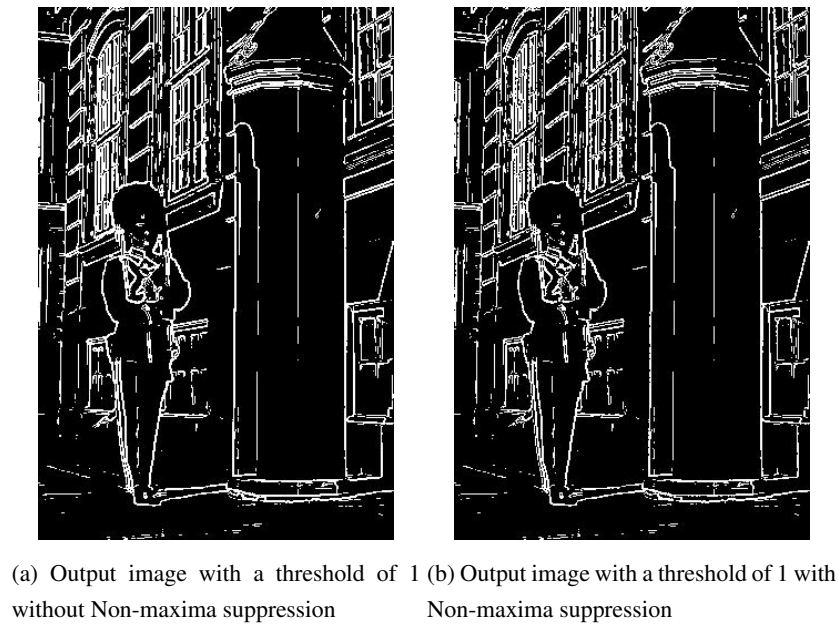 (a) Output image with a threshold of 1
without Non-maxima suppression
(b) Output image with a threshold of 1 with
Non-maxima suppression